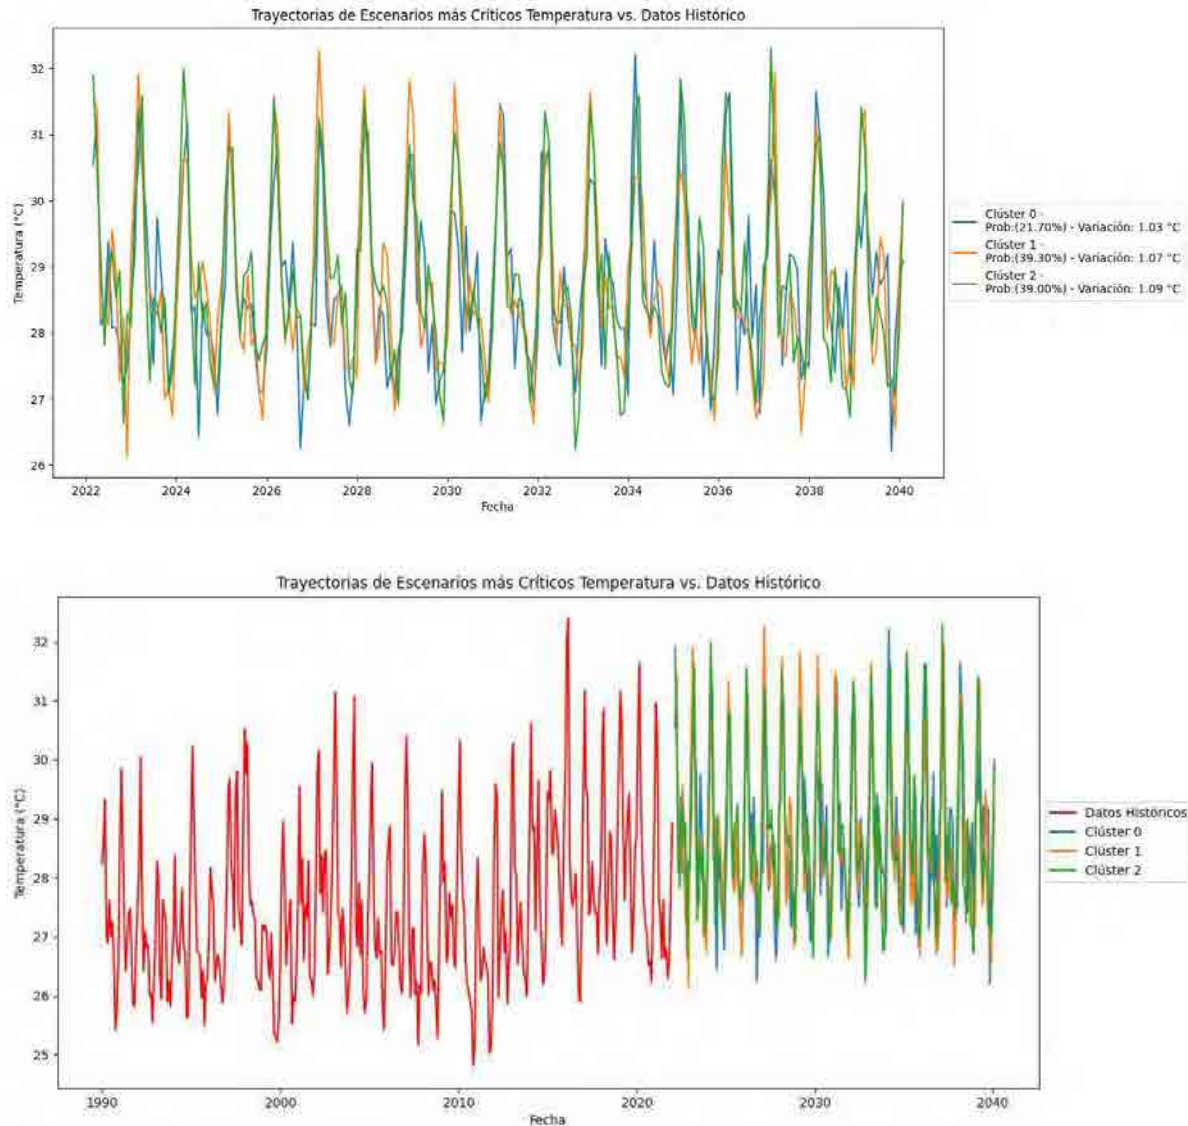 Trayectorias de Escenarios más Críticos Temperatura vs. Datos Histórico
32
31
30
29
28
27
26
Temperatura (°C)
2022 2024 2026 2028 2030 2032 2034 2036 2038 2040
Fecha
Clúster 0 -
Prob:(21.70%) - Variación: 1.03 °C
Clúster 1 -
Prob:(39.30%) - Variación: 1.07 °C
Clúster 2 -
Prob:(39.00%) - Variación: 1.09 °C
Trayectorias de Escenarios más Críticos Temperatura vs. Datos Histórico
32
31
30
29
28
27
26
25
Temperatura (°C)
1990 2000 2010 2020 2030 2040
Fecha
Datos Históricos
Clúster 0
Clúster 1
Clúster 2